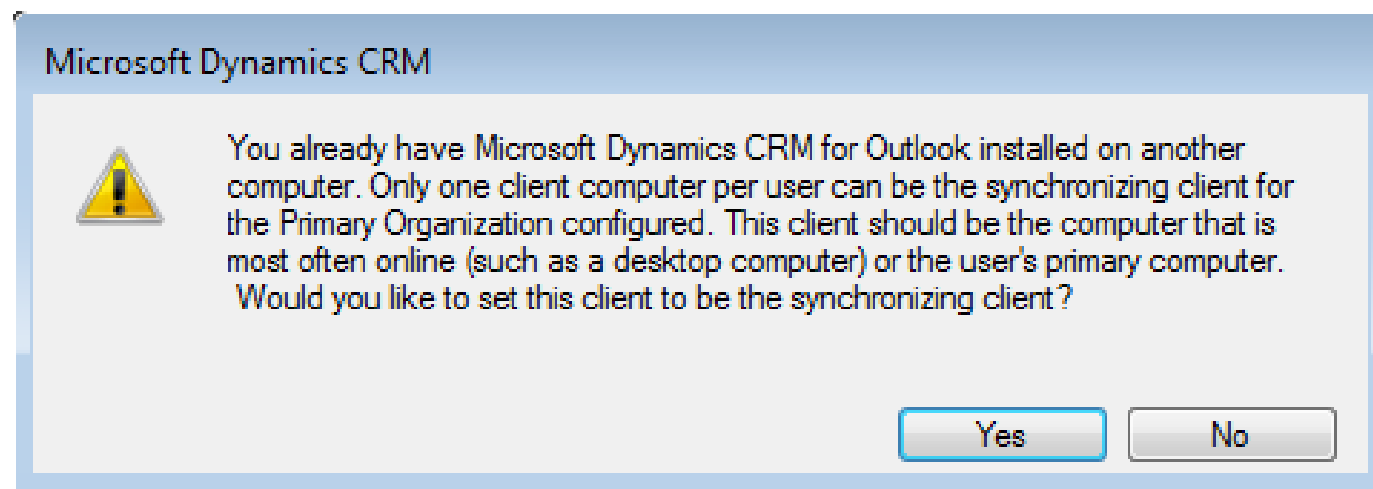 Microsoft Dynamics CRM
You already have Microsoft Dynamics CRM for Outlook installed on another
computer. Only one client computer per user can be the synchronizing client for
the Primary Organization configured. This client should be the computer that is
most often online (such as a desktop computer) or the user's primary computer.
Would you like to set this client to be the synchronizing client?
Yes No